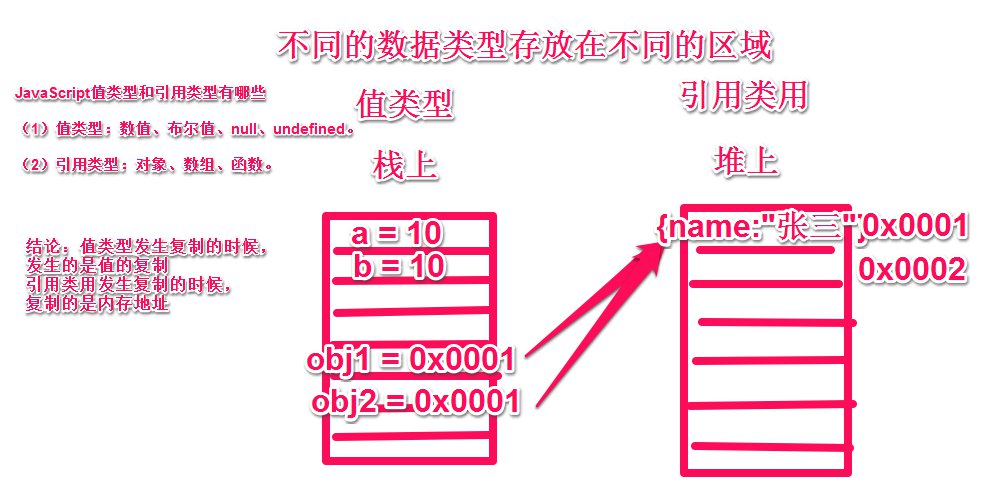 不同的数据类型存放在不同的区域
JavaScript值类型和引用类型有哪些
（1）值类型：数值、布尔值、null、undefined。
（2）引用类型：对象、数组、函数。
值类型
引用类用
栈上
堆上
a = 10
b = 10
obj1 = 0x0001
obj2 = 0x0001
{name:"张三"}
0x0001
0x0002
结论：值类型发生复制的时候，
发生的是值的复制
引用类用发生复制的时候，
复制的是内存地址